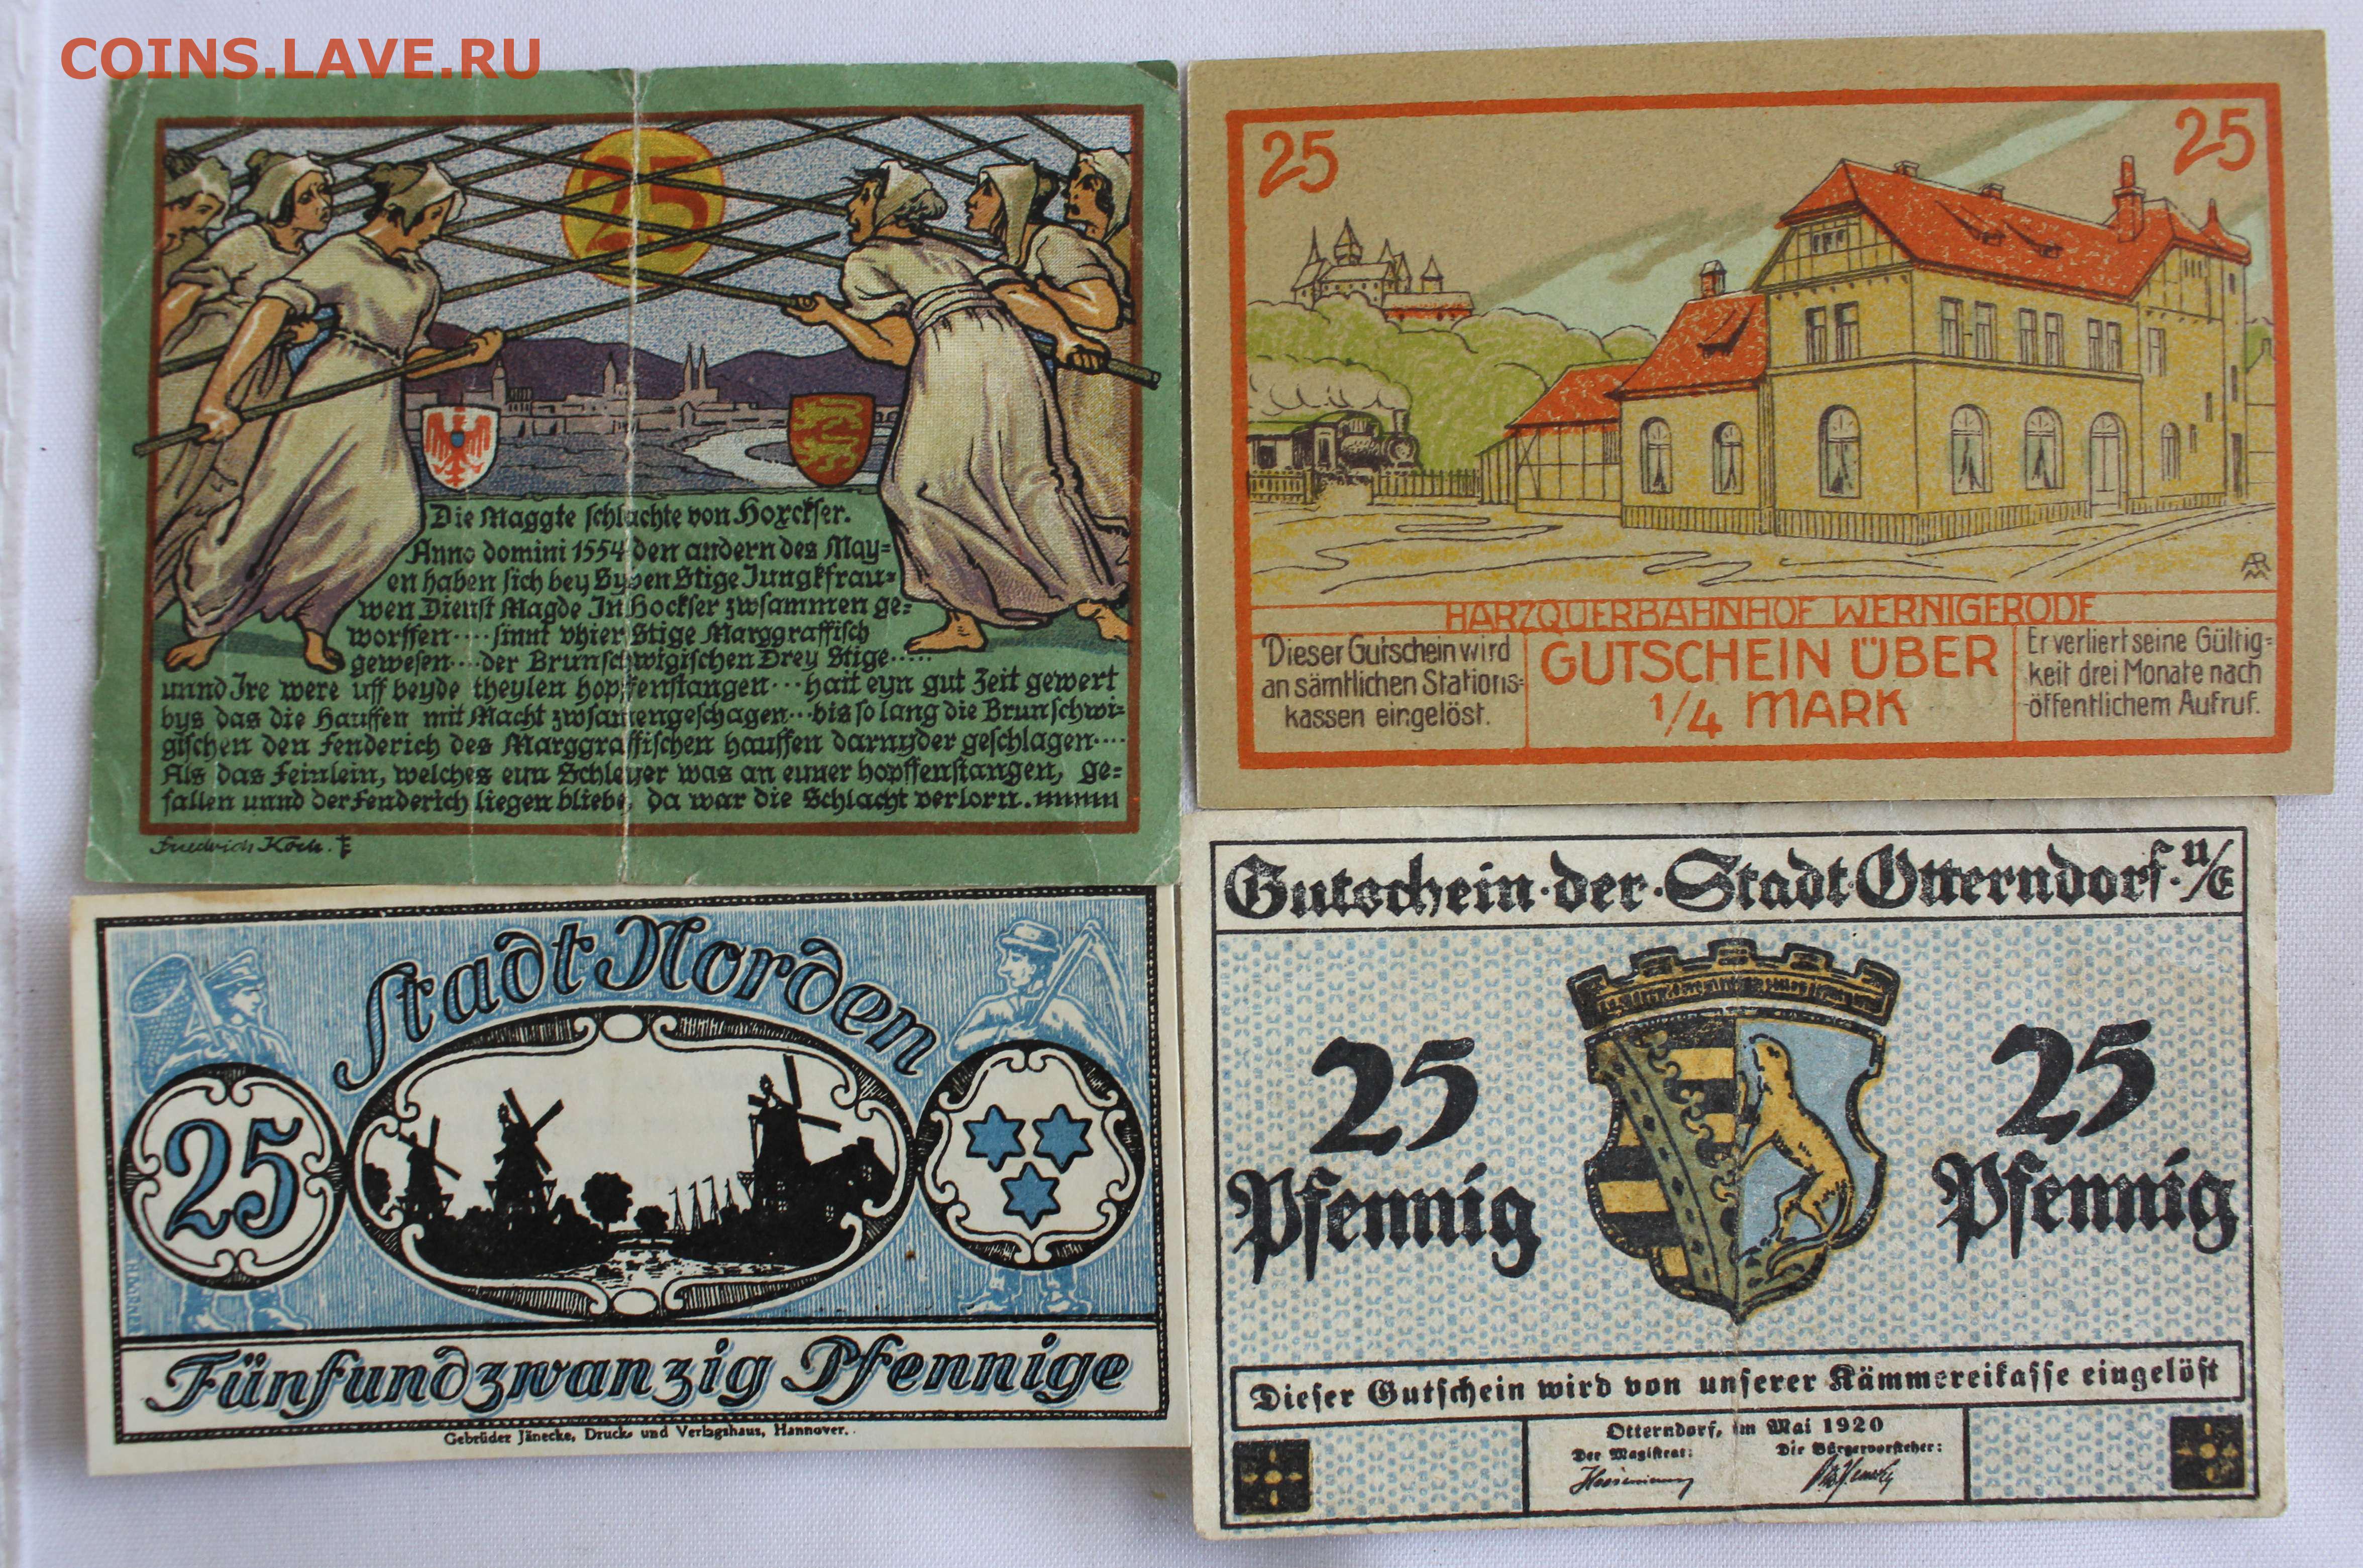 COINS.LAVE.RU
25
Die Maggte schlachte von Hoxckser.
Anno domini 1554 den andern des May=
en haben sich bey Syben Stige Jungkfrau=
wen Dienst Magde In Hockser zwsammen ge=
worffen.... sinnt vhier Stige Marggraffisch
gewesen....der Brunschwigischen Drey Stige.....
unnd Ire were uff beyde theylen hopffenstangen...hatt eyn gut Zeit gewert
bys das die Hauffen mit Macht zwsamengeschagen...bis so lang die Brunschwi=
gischen den Fenderich des Marggraffischen hauffen darnyder geschlagen....
Als das Feinlein, welches eyn Schleyer was an eyner hopffenstangen, ge=
fallen unnd der Fenderich liegen bliebe, da war die Schlacht verlorn.
Friedrich Koch.
25
25
HARZQUERBAHNHOF WERNIGERODE
Dieser Gutschein wird
an sämtlichen Stations=
kassen eingelöst.
GUTSCHEIN ÜBER
1/4 MARK
Er verliert seine Gültig=
keit drei Monate nach
öffentlichem Aufruf.
Stadt Norden
25
Fünfundzwanzig Pfennige
Gebrüder Jänecke, Druck- und Verlagshaus, Hannover.
Gutschein·der·Stadt·Otterndorf·u/E
25
Pfennig
25
Pfennig
Dieser Gutschein wird von unserer Kämmereikasse eingelöst
Otterndorf, im Mai 1920
Der Magistrat:
Die Bürgervorsteher: